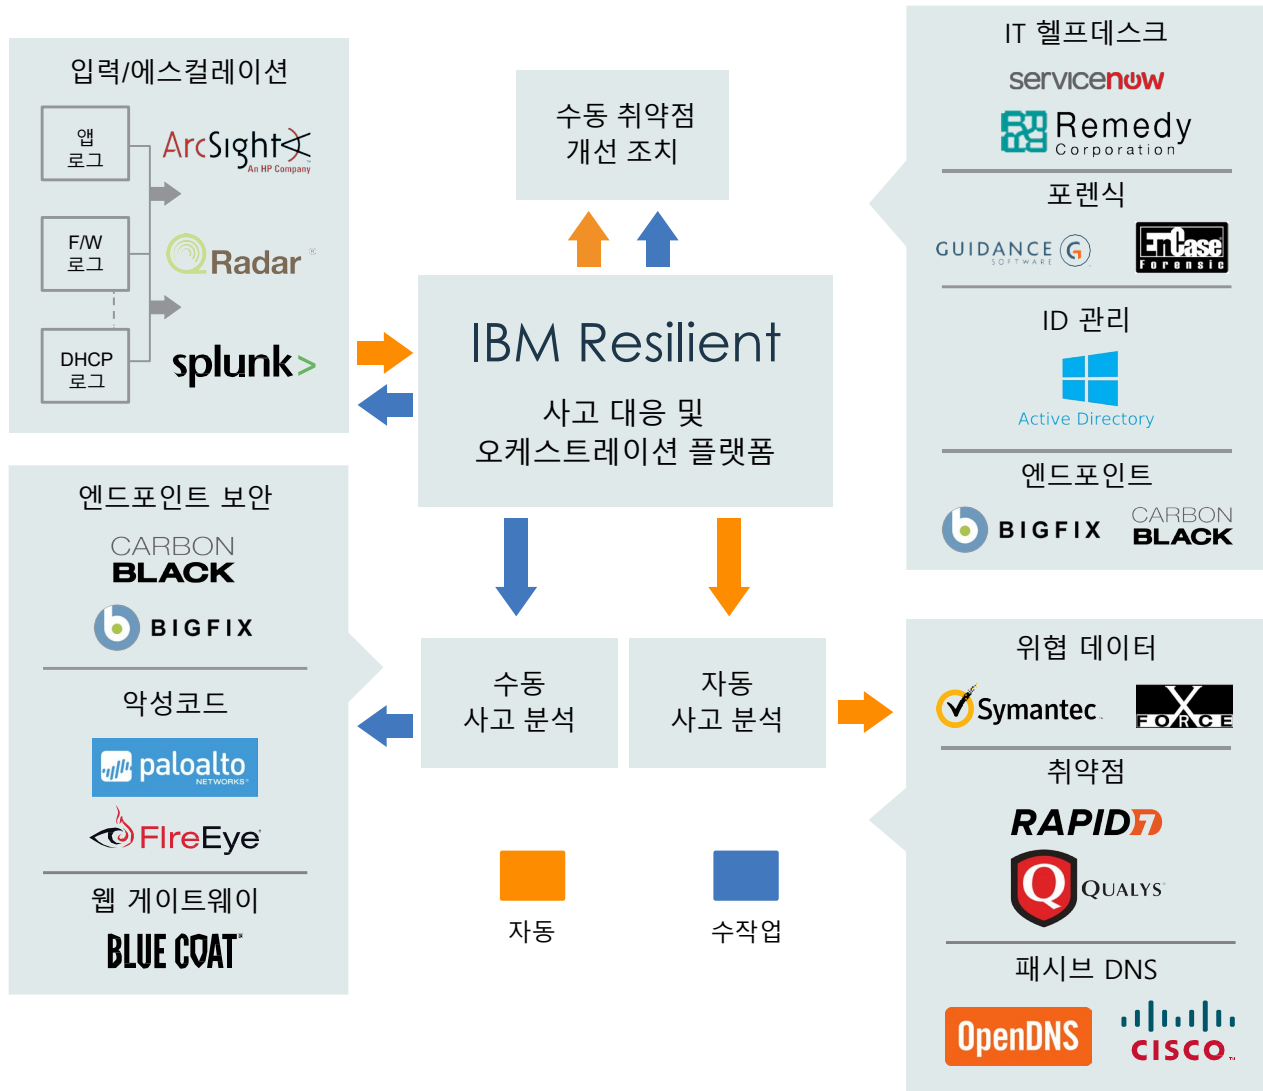 입력/에스컬레이션
앱
로그
ArcSight
An HP Company
F/W
로그
QRadar ®
DHCP
로그
splunk>
수동 취약점
개선 조치
IBM Resilient
사고 대응 및
오케스트레이션 플랫폼
IT 헬프데스크
servicenow
Remedy
Corporation
포렌식
GUIDANCE G
SOFTWARE
EnCase
Forensic
ID 관리
Active Directory
엔드포인트
b BIGFIX
CARBON
BLACK
엔드포인트 보안
CARBON
BLACK
b BIGFIX
악성코드
paloalto
NETWORKS
FireEye
웹 게이트웨이
BLUE COAT
수동
사고 분석
자동
사고 분석
자동
수작업
위협 데이터
Symantec
X
FORCE
취약점
RAPID7
Q QUALYS
패시브 DNS
OpenDNS
CISCO